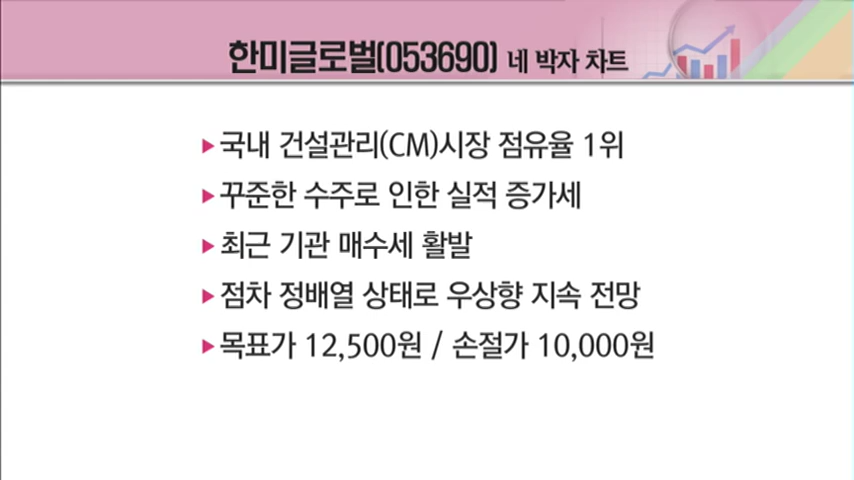 한미글로벌(053690) 네 박자 차트
▶국내 건설관리(CM)시장 점유율 1위
▶꾸준한 수주로 인한 실적 증가세
▶최근 기관 매수세 활발
▶점차 정배열 상태로 우상향 지속 전망
▶목표가 12,500원 / 손절가 10,000원